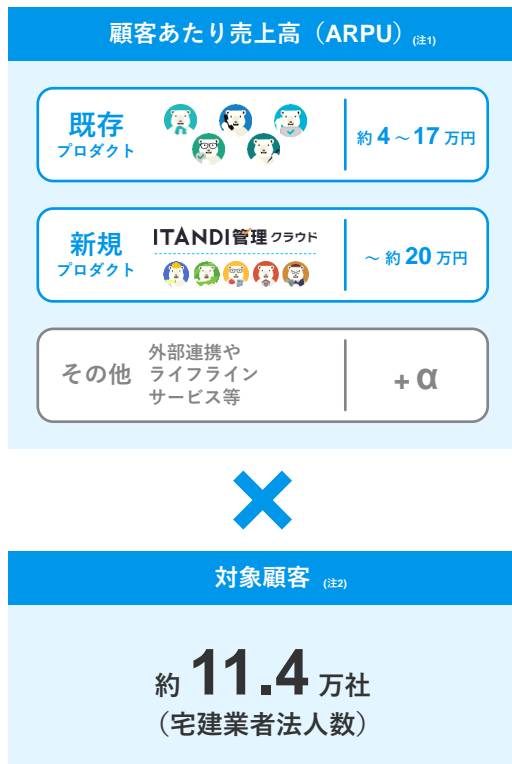 顧客あたり売上高（ARPU）(注1)
既存
プロダクト
約 4 ～ 17 万円
新規
プロダクト
ITANDI管理クラウド
～ 約 20 万円
その他
外部連携や
ライフライン
サービス等
+ α
×
対象顧客 (注2)
約 11.4 万社
（宅建業者法人数）